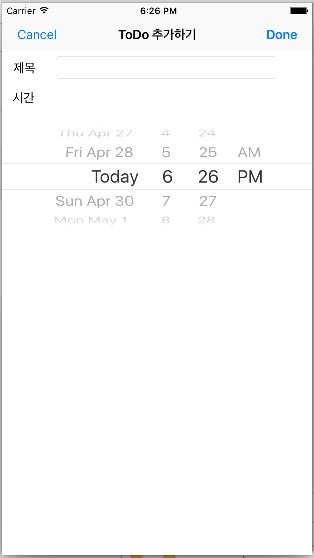 Carrier 6:26 PM
Cancel ToDo 추가하기 Done
제목
시간
Thu Apr 27 4 24
Fri Apr 28 5 25 AM
Today 6 26 PM
Sun Apr 30 7 27
Mon May 1 8 28